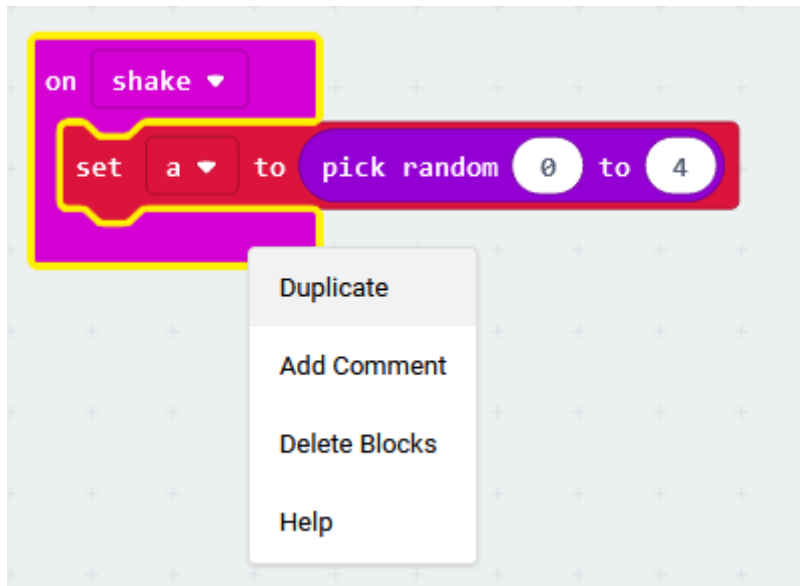 on shake
set a to pick random 0 to 4
Duplicate
Add Comment
Delete Blocks
Help